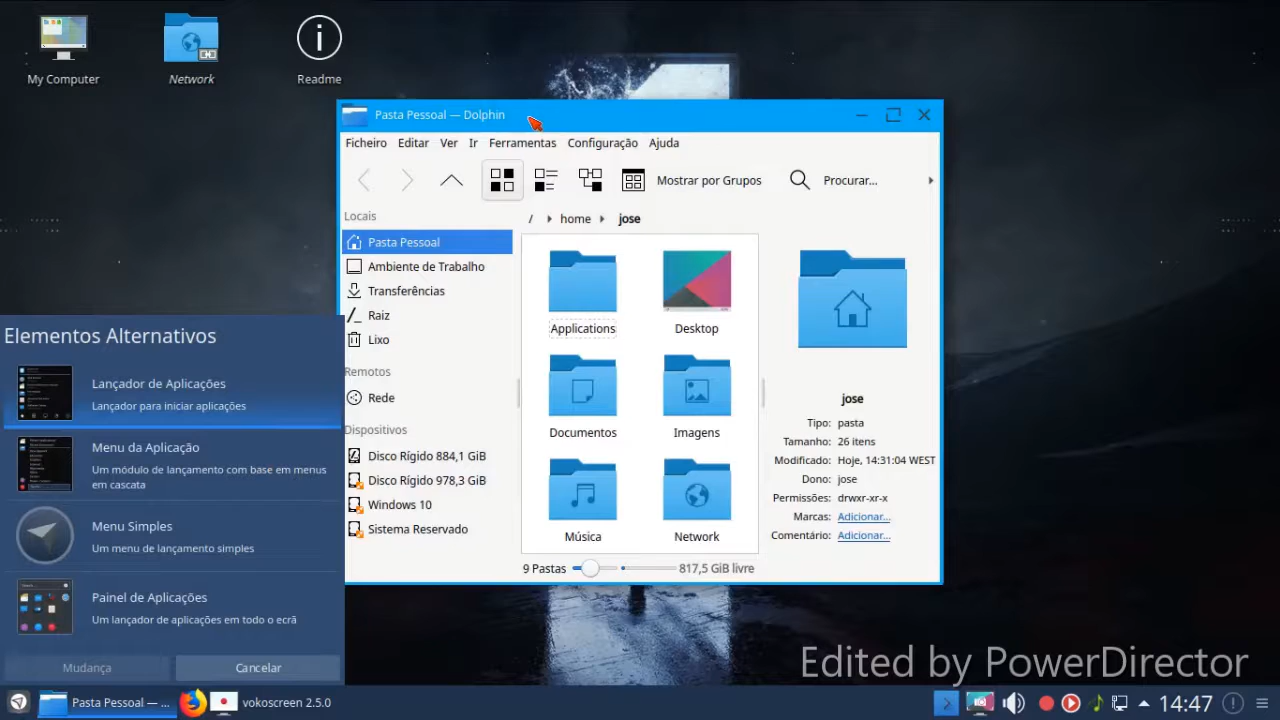 My Computer
Network
Readme
Pasta Pessoal — Dolphin
Ficheiro Editar Ver Ir Ferramentas Configuração Ajuda
Mostrar por Grupos
Procurar...
Locais
/ home jose
Pasta Pessoal
Ambiente de Trabalho
Transferências
Raiz
Lixo
Remotos
Rede
Dispositivos
Disco Rígido 884,1 GiB
Disco Rígido 978,3 GiB
Windows 10
Sistema Reservado
Applications
Desktop
Documentos
Imagens
Música
Network
9 Pastas
817,5 GiB livre
jose
Tipo: pasta
Tamanho: 26 itens
Modificado: Hoje, 14:31:04 WEST
Dono: jose
Permissões: drwxr-xr-x
Marcas: Adicionar...
Comentário: Adicionar...
Elementos Alternativos
Lançador de Aplicações
Lançador para iniciar aplicações
Menu da Aplicação
Um módulo de lançamento com base em menus
em cascata
Menu Simples
Um menu de lançamento simples
Painel de Aplicações
Um lançador de aplicações em todo o ecrã
Mudança
Cancelar
Edited by PowerDirector
Pasta Pessoal — ...
vokoscreen 2.5.0
14:47